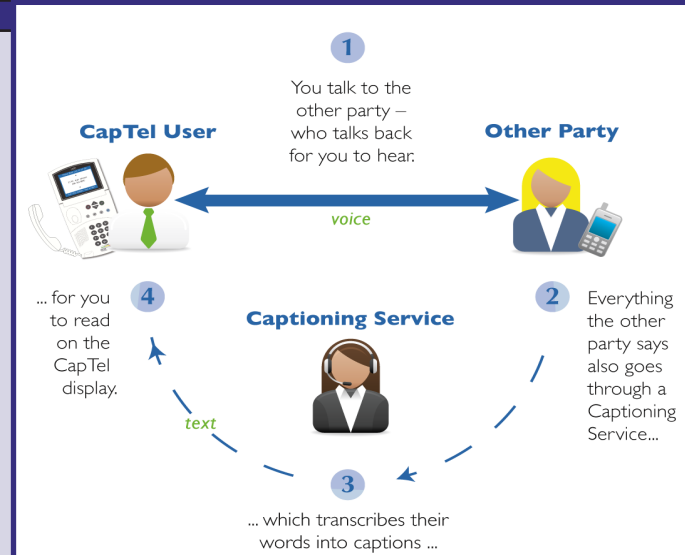 1
You talk to the
other party –
who talks back
for you to hear.
CapTel User
Other Party
voice
2
Everything
the other
party says
also goes
through a
Captioning
Service...
Captioning Service
3
... which transcribes their
words into captions ...
text
4
... for you
to read
on the
CapTel
display.